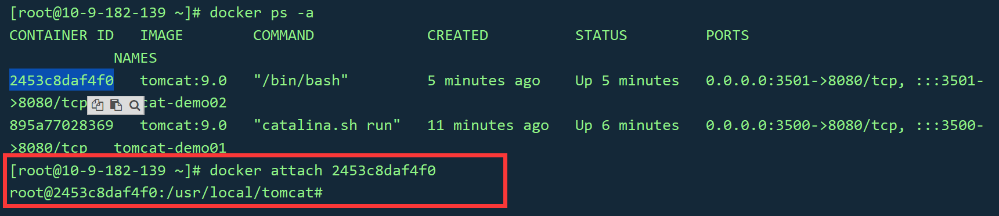 [root@10-9-182-139 ~]# docker ps -a
CONTAINER ID   IMAGE        COMMAND             CREATED          STATUS         PORTS
            NAMES
2453c8daf4f0   tomcat:9.0   "/bin/bash"         5 minutes ago    Up 5 minutes   0.0.0.0:3501->8080/tcp, :::3501-
>8080/tcp cat-demo02
895a77028369   tomcat:9.0   "catalina.sh run"   11 minutes ago   Up 6 minutes   0.0.0.0:3500->8080/tcp, :::3500-
>8080/tcp   tomcat-demo01
[root@10-9-182-139 ~]# docker attach 2453c8daf4f0
root@2453c8daf4f0:/usr/local/tomcat#